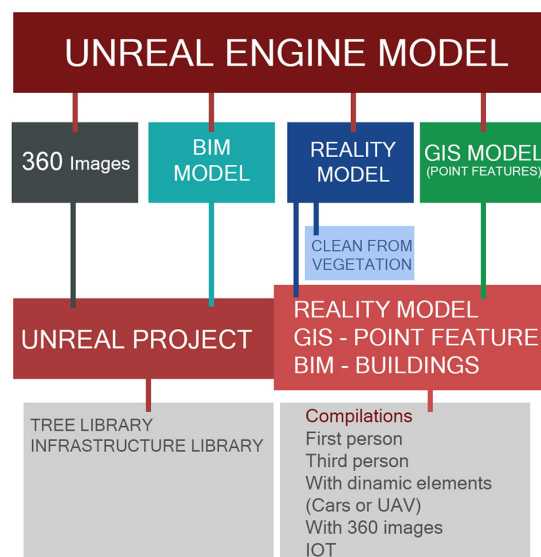 UNREAL ENGINE MODEL
360 Images
BIM
MODEL
REALITY
MODEL
GIS MODEL
(POINT FEATURES)
CLEAN FROM
VEGETATION
UNREAL PROJECT
REALITY MODEL
GIS - POINT FEATURE
BIM - BUILDINGS
TREE LIBRARY
INFRASTRUCTURE LIBRARY
Compilations
First person
Third person
With dinamic elements
(Cars or UAV)
With 360 images
IOT